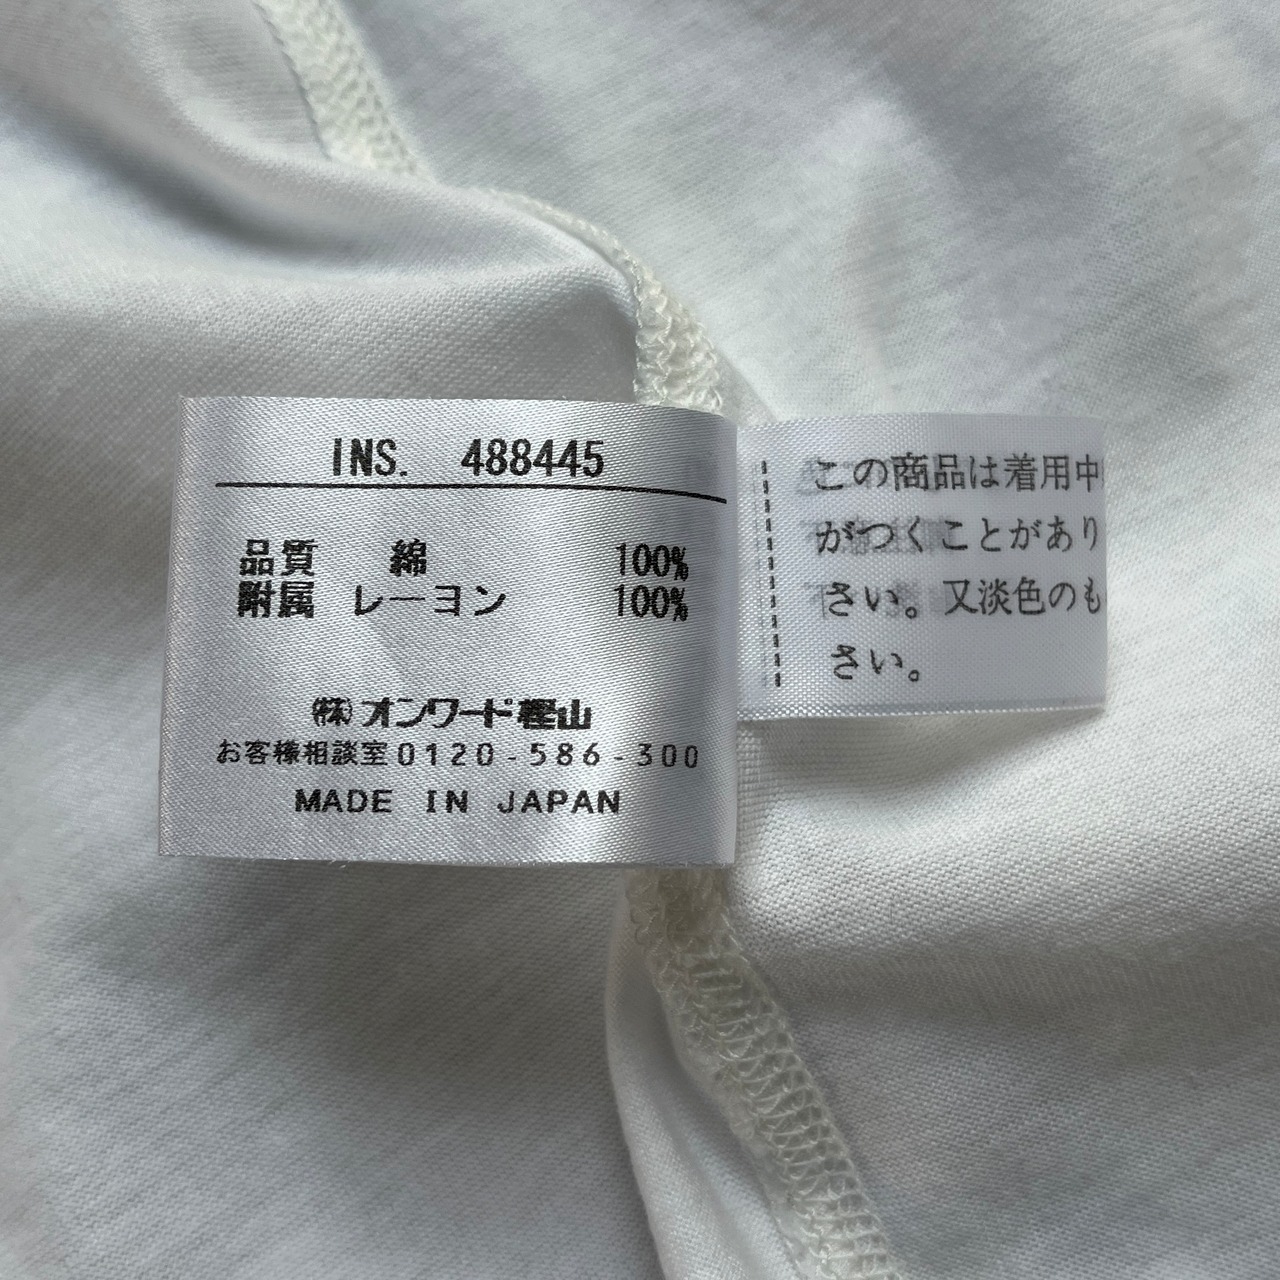 INS. 488445
品質 綿 100%
附属 レーヨン 100%
(株)オンワード樫山
お客様相談室0120-586-300
MADE IN JAPAN
この商品は着用中
がつくことがあり
さい。又淡色のも
さい。